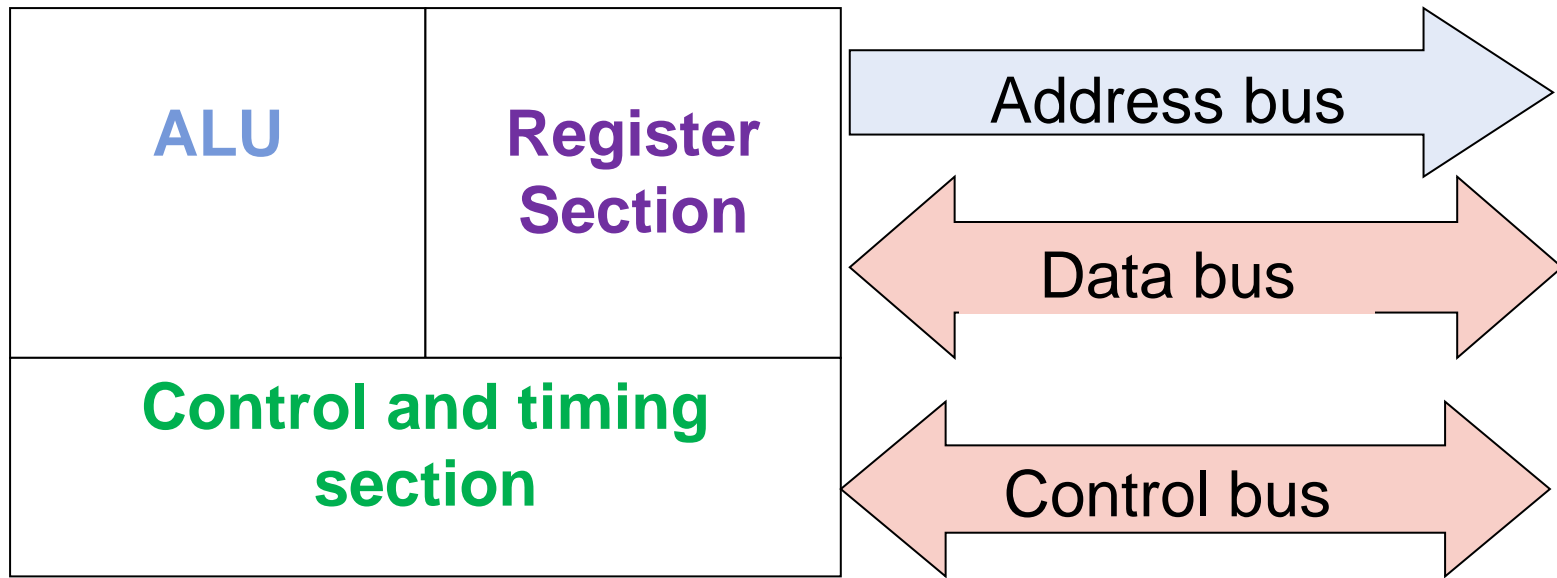 ALU
Register
Section
Control and timing
section
Address bus
Data bus
Control bus